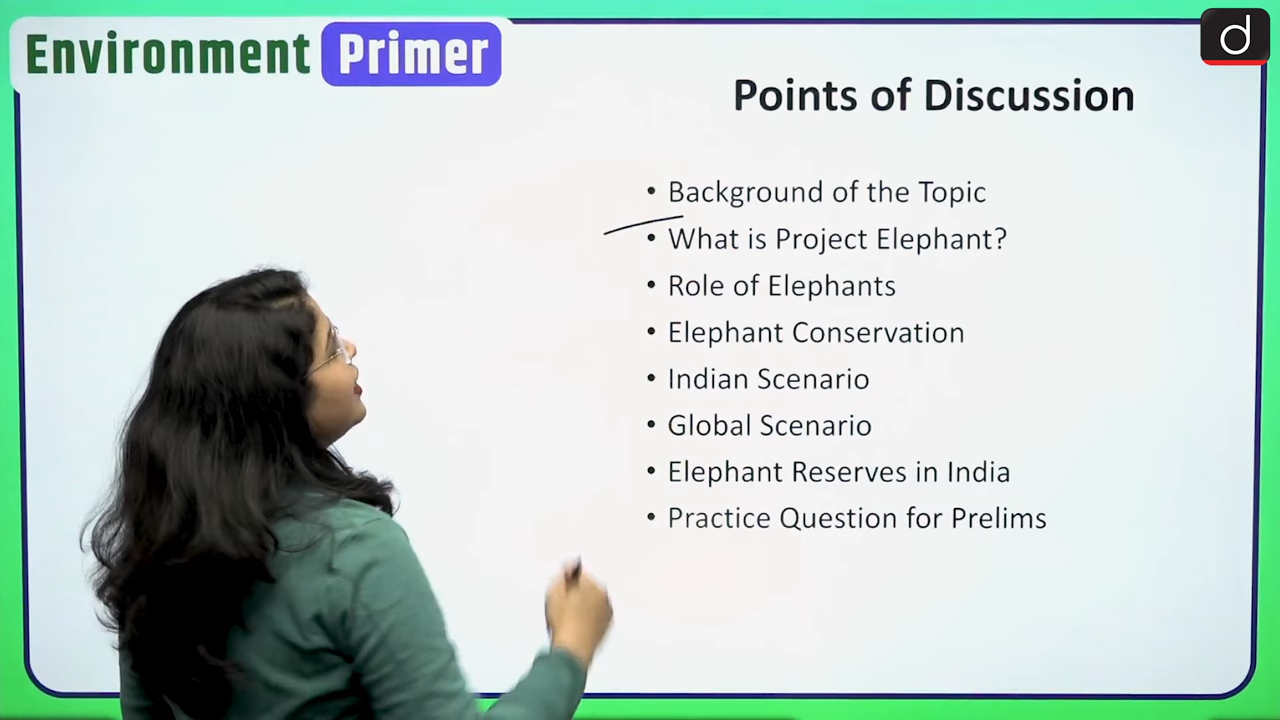 Environment Primer
d
Points of Discussion
• Background of the Topic
• What is Project Elephant?
• Role of Elephants
• Elephant Conservation
• Indian Scenario
• Global Scenario
• Elephant Reserves in India
• Practice Question for Prelims